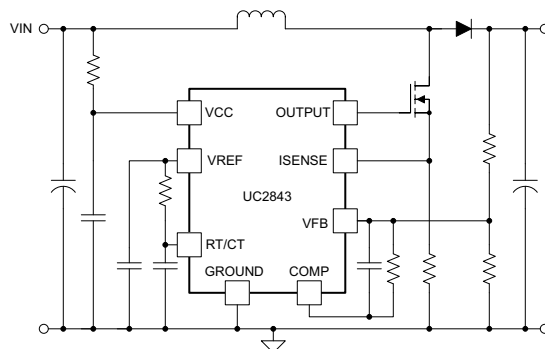 VIN
VCC
OUTPUT
VREF
ISENSE
UC2843
VFB
RT/CT
GROUND
COMP